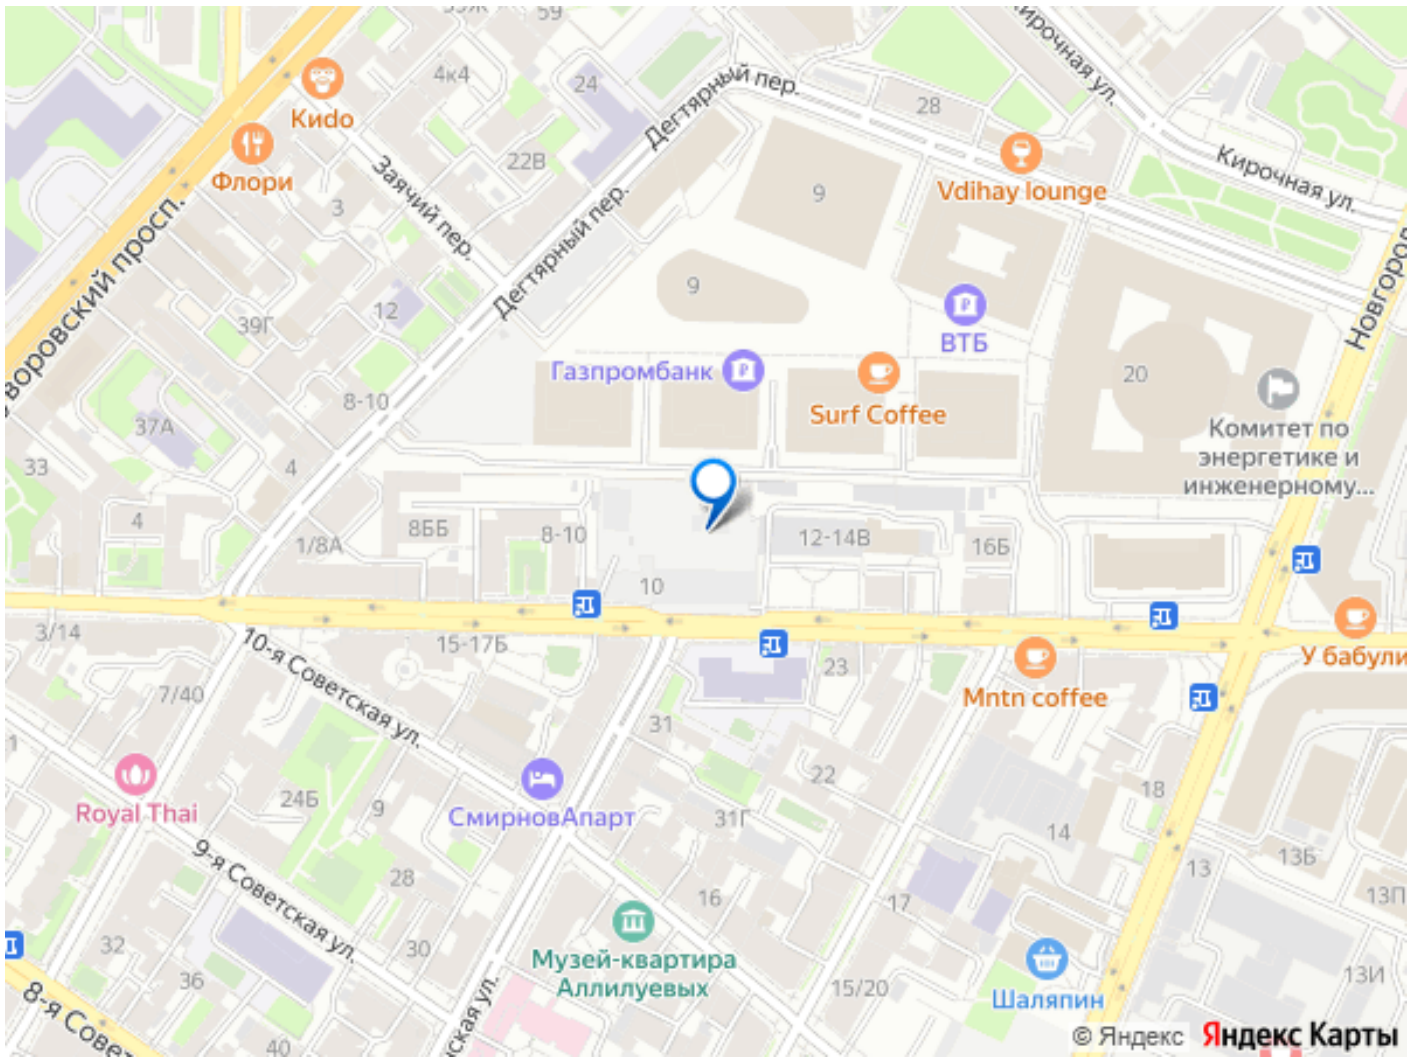 59
4к4
24
Дегтярный пер.
Кирочная ул.
28
Кидо
Флори
22В
Заячий пер.
3
9
Vdihay lounge
Кирочная ул.
Дегтярный пер.
12
39Г
9
ВТБ
Газпромбанк
Surf Coffee
20
Комитет по
энергетике и
инженерному...
8-10
37А
33
4
4
1/8А
8ББ
8-10
12-14В
16Б
10
3/14
15-17Б
10-я Советская ул.
23
Mntn coffee
У бабули
7/40
31
22
Royal Thai
24Б
9
СмирновАпарт
31Г
18
14
13
13Б
9-я Советская ул.
28
16
17
13П
32
30
36
Музей-квартира
Аллилуевых
15/20
Шаляпин
13И
40
© Яндекс Яндекс Карты